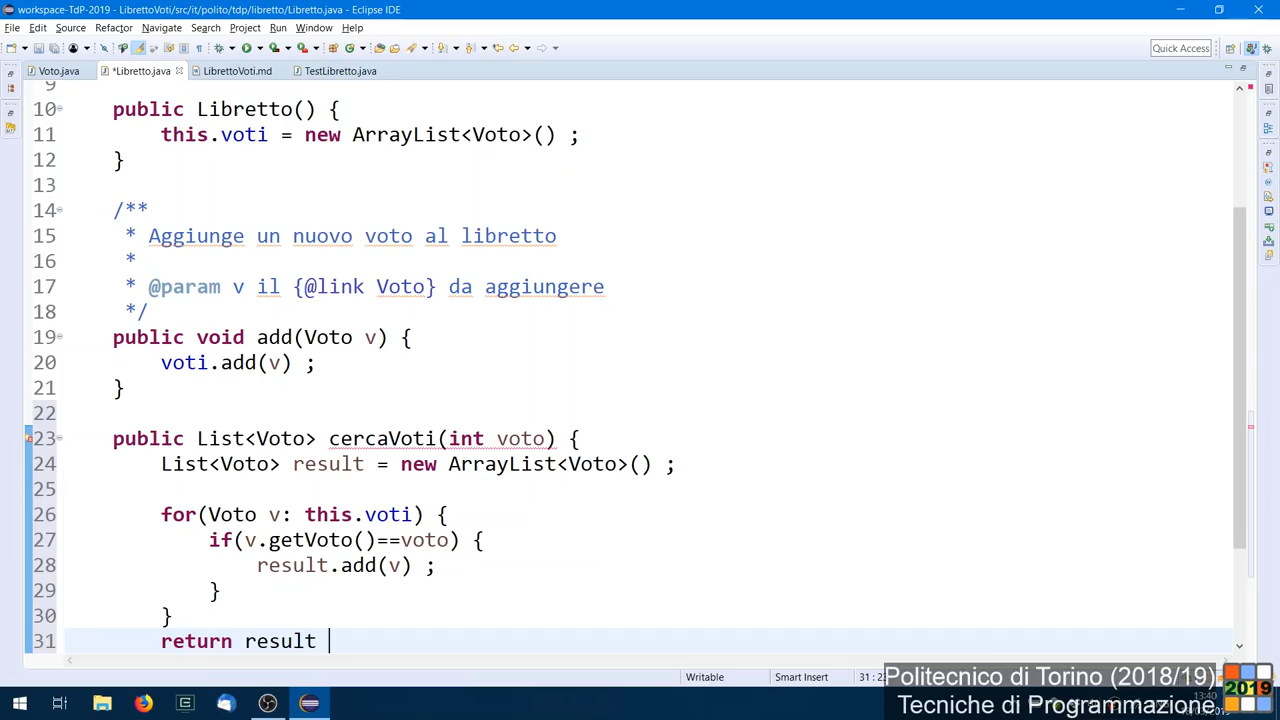 workspace-TdP-2019 - LibrettoVoti/src/it/polito/tdp/libretto/Libretto.java - Eclipse IDE
File Edit Source Refactor Navigate Search Project Run Window Help
Quick Access
Voto.java *Libretto.java LibrettoVoti.md TestLibretto.java
9
10 public Libretto() {
11 this.voti = new ArrayList<Voto>() ;
12 }
13
14 /**
15 * Aggiunge un nuovo voto al libretto
16 *
17 * @param v il {@link Voto} da aggiungere
18 */
19 public void add(Voto v) {
20 voti.add(v) ;
21 }
22
23 public List<Voto> cercaVoti(int voto) {
24 List<Voto> result = new ArrayList<Voto>() ;
25
26 for(Voto v: this.voti) {
27 if(v.getVoto()==voto) {
28 result.add(v) ;
29 }
30 }
31 return result
Writable Smart Insert
Politecnico di Torino (2018/19)
Tecniche di Programmazione
2019
13:40